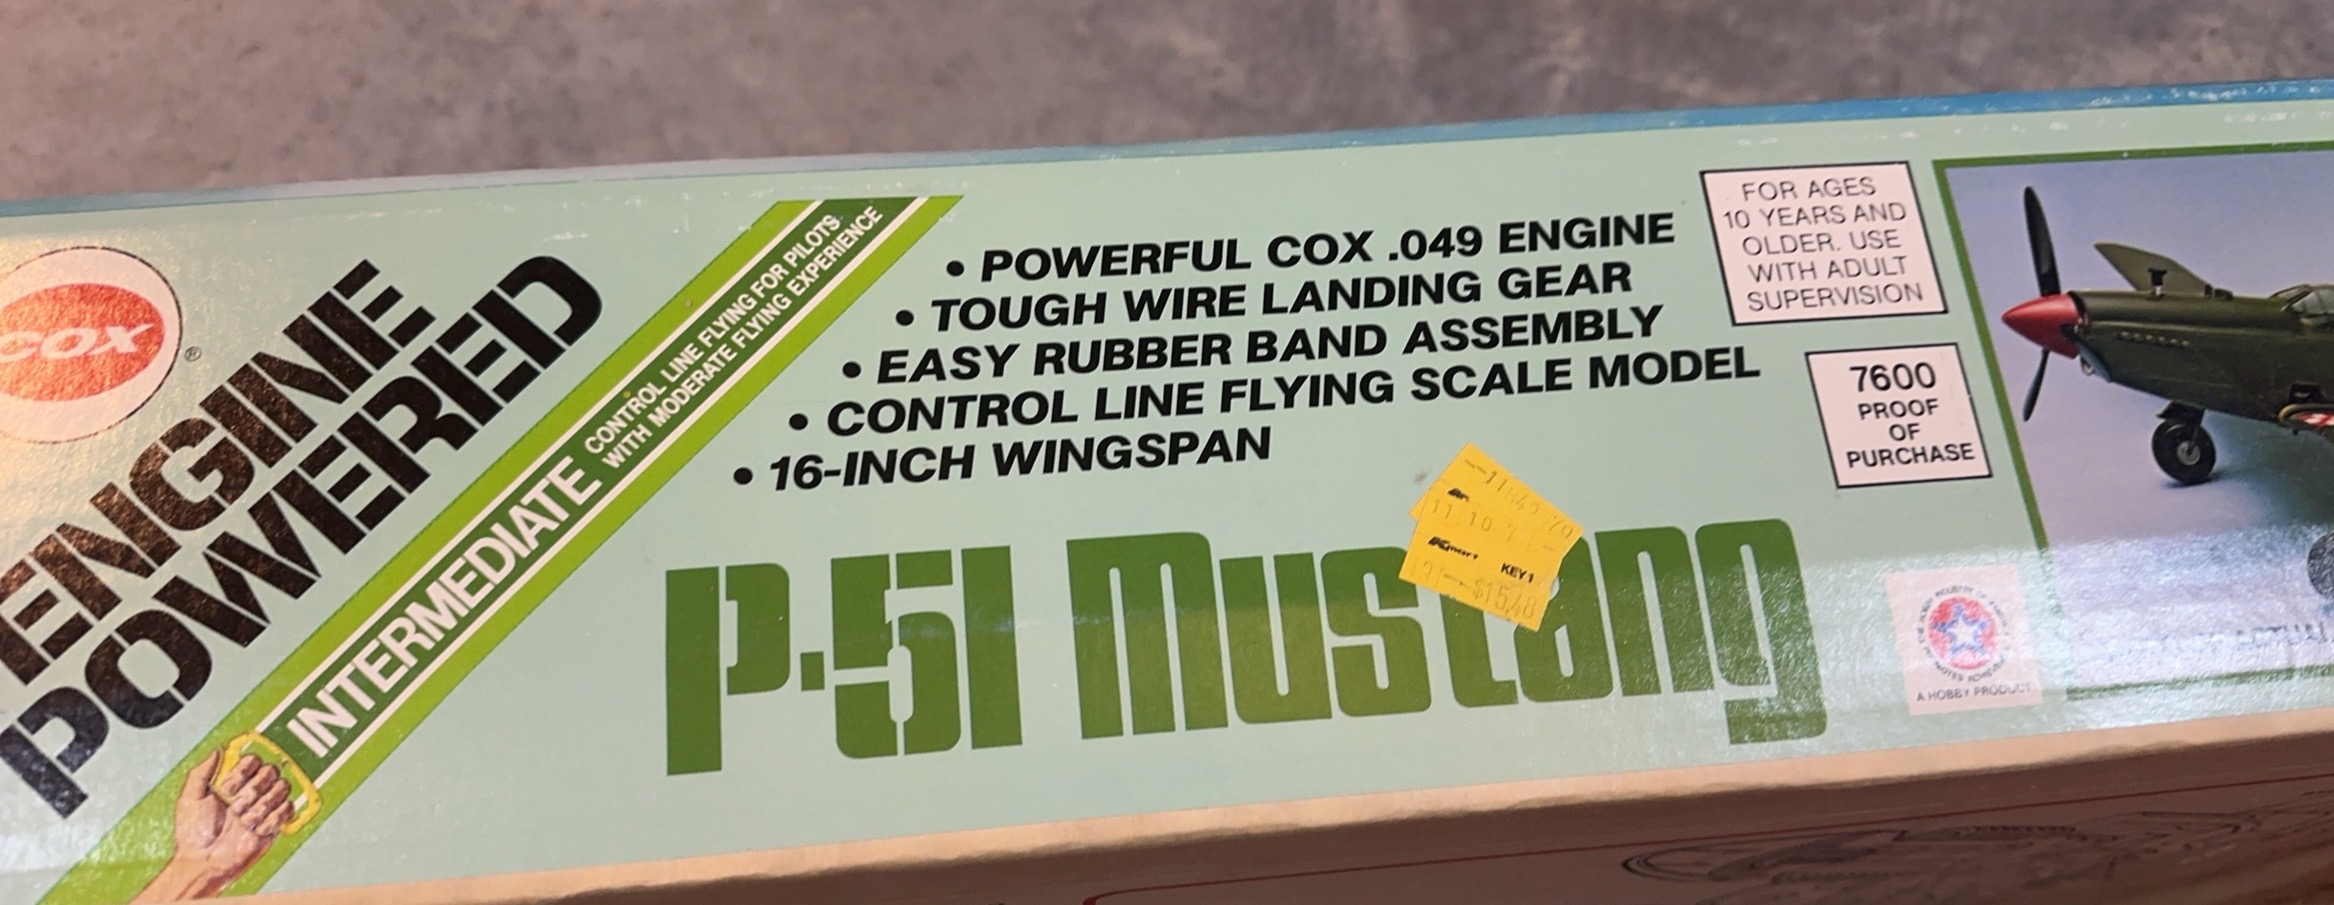 COX
®
ENGINE
POWERED
INTERMEDIATE
CONTROL LINE FLYING FOR PILOTS
WITH MODERATE FLYING EXPERIENCE
• POWERFUL COX .049 ENGINE
• TOUGH WIRE LANDING GEAR
• EASY RUBBER BAND ASSEMBLY
• CONTROL LINE FLYING SCALE MODEL
• 16-INCH WINGSPAN
P-51 Mustang
Kmart
KEY 1
$15.48
FOR AGES
10 YEARS AND
OLDER. USE
WITH ADULT
SUPERVISION
7600
PROOF
OF
PURCHASE
A HOBBY PRODUCT
ACTUAL